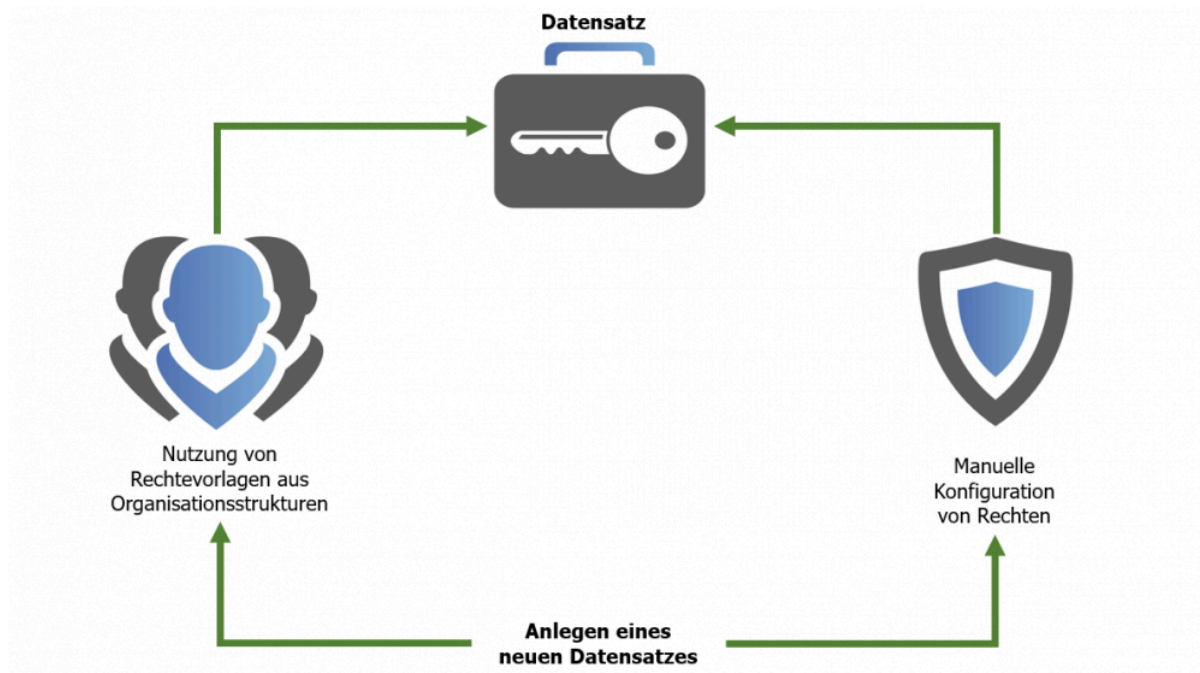 Datensatz
Nutzung von
Rechtevorlagen aus
Organisationsstrukturen
Manuelle
Konfiguration
von Rechten
Anlegen eines
neuen Datensatzes